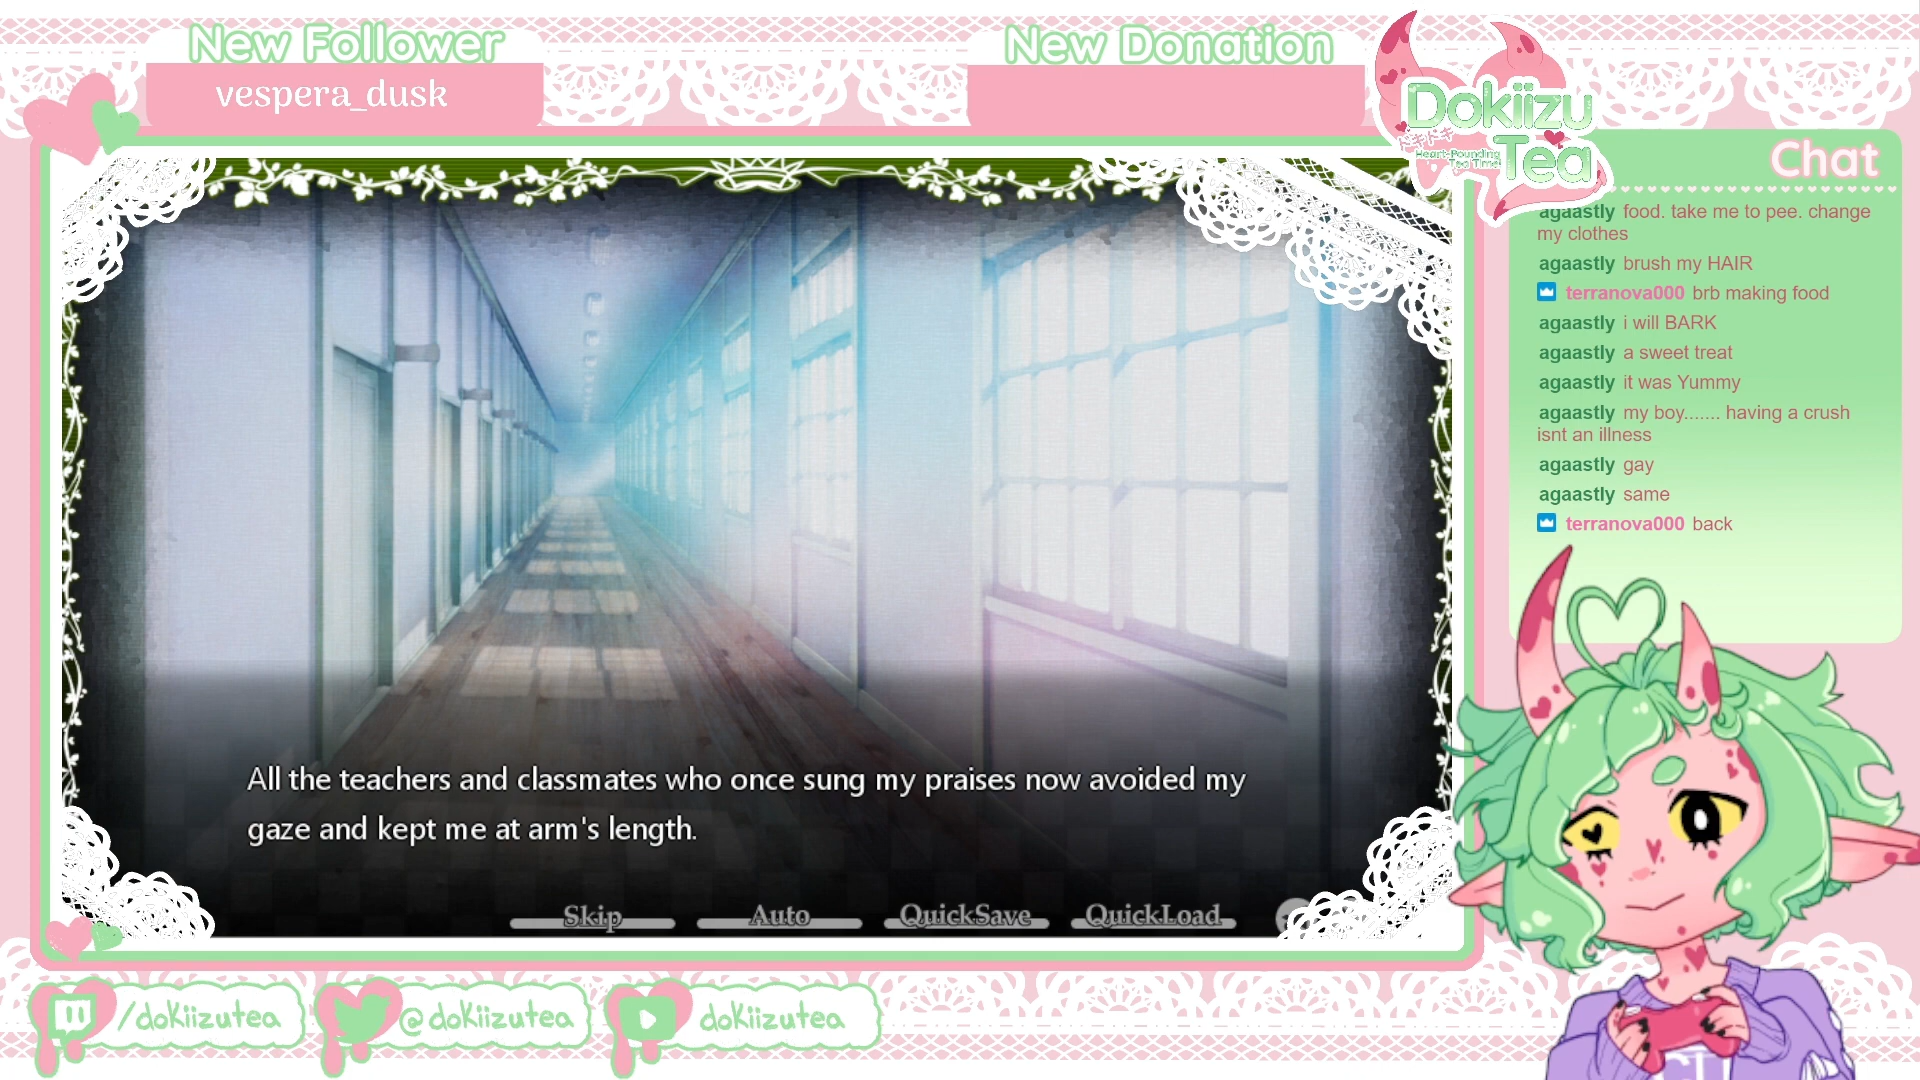 New Follower
vespera_dusk
New Donation
Dokiizu
ドキドキ
Heart-Pounding
Tea Time
Tea
Chat
agaastly food. take me to pee. change
my clothes
agaastly brush my HAIR
terranova000 brb making food
agaastly i will BARK
agaastly a sweet treat
agaastly it was Yummy
agaastly my boy....... having a crush
isnt an illness
agaastly gay
agaastly same
terranova000 back
All the teachers and classmates who once sung my praises now avoided my
gaze and kept me at arm's length.
Skip
Auto
QuickSave
QuickLoad
/dokiizutea
@dokiizutea
dokiizutea